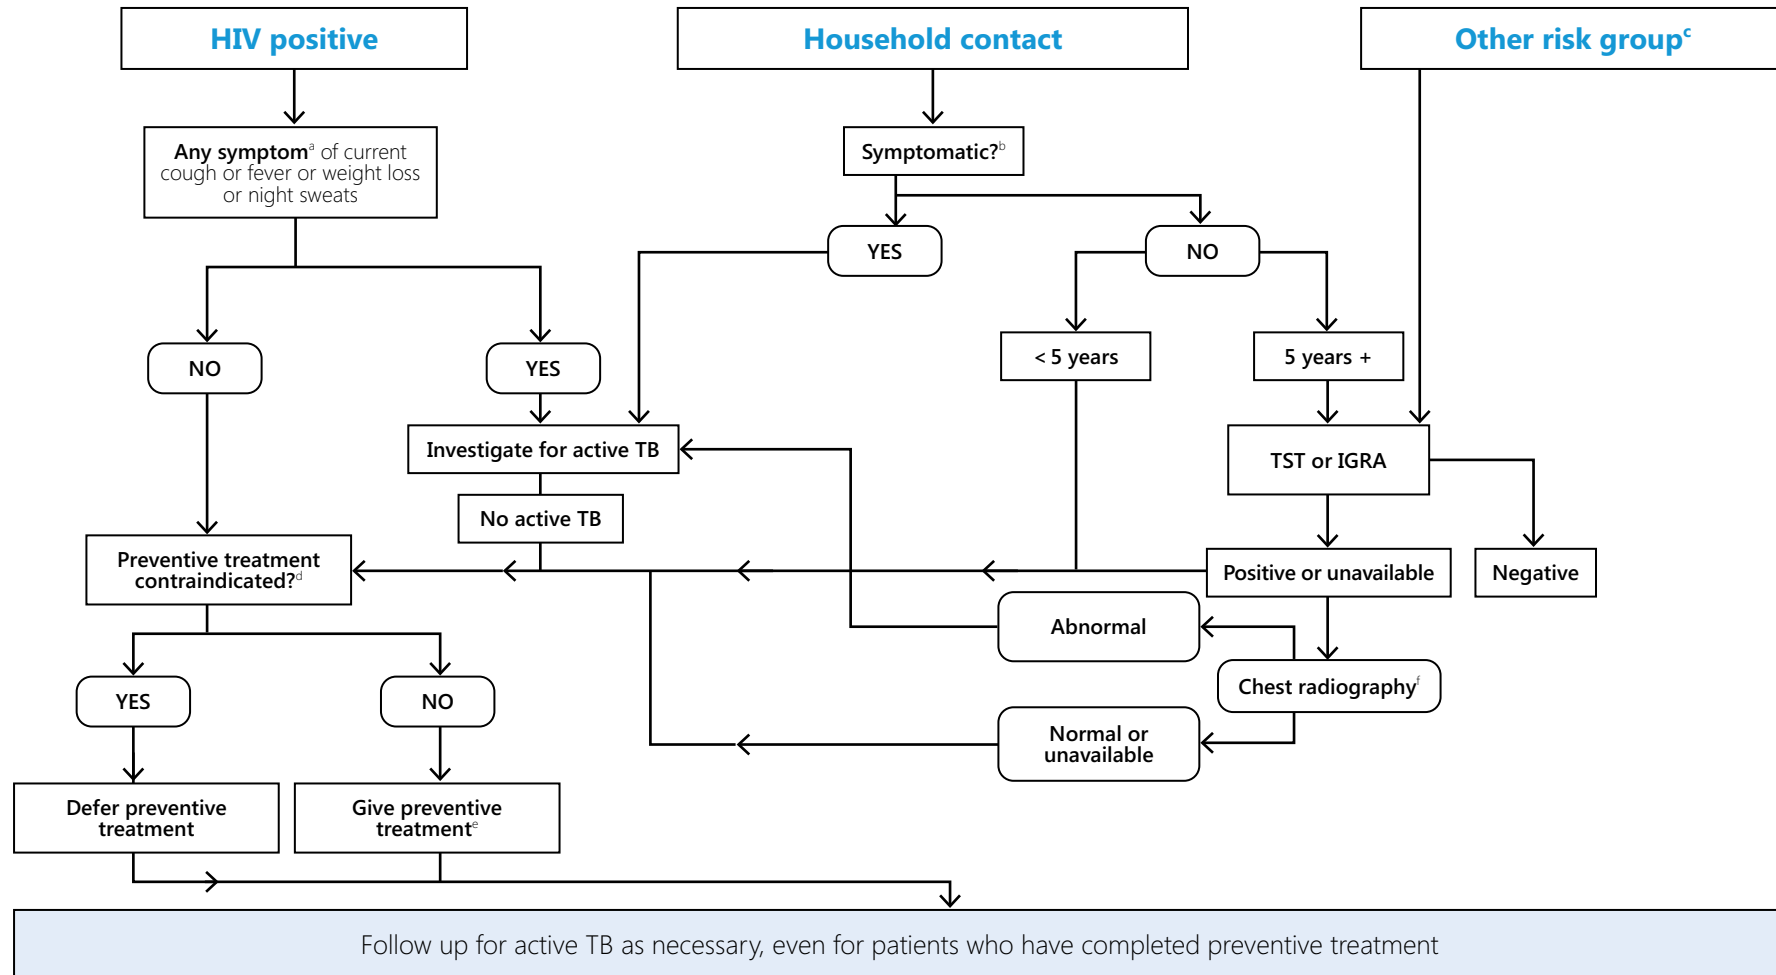 HIV positive
Household contact
Other risk groupᶜ
Any symptomᵃ of current
cough or fever or weight loss
or night sweats
Symptomatic?ᵇ
YES
NO
NO
YES
< 5 years
5 years +
Investigate for active TB
TST or IGRA
No active TB
Preventive treatment
contraindicated?ᵈ
Positive or unavailable
Negative
Abnormal
Chest radiographyᶠ
YES
NO
Normal or
unavailable
Defer preventive
treatment
Give preventive
treatmentᵉ
Follow up for active TB as necessary, even for patients who have completed preventive treatment